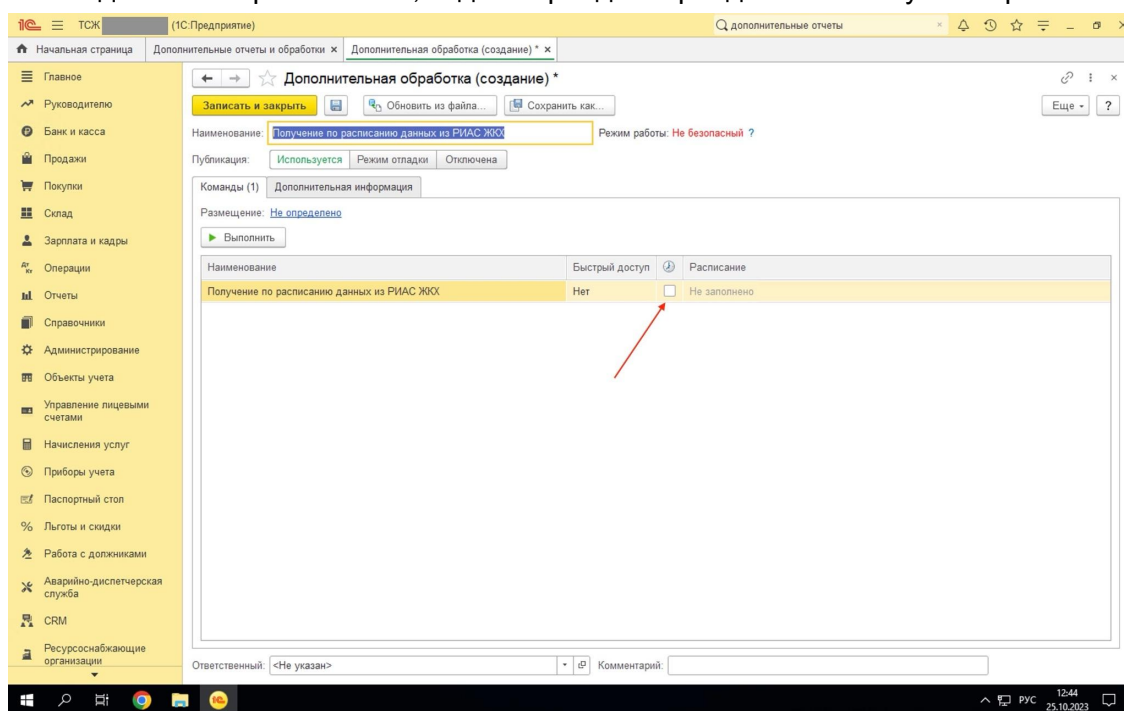 1С ТСЖ (1С:Предприятие) дополнительные отчеты
Начальная страница Дополнительные отчеты и обработки × Дополнительная обработка (создание) * ×
Главное
Руководителю
Банк и касса
Продажи
Покупки
Склад
Зарплата и кадры
Операции
Отчеты
Справочники
Администрирование
Объекты учета
Управление лицевыми
счетами
Начисления услуг
Приборы учета
Паспортный стол
Льготы и скидки
Работа с должниками
Аварийно-диспетчерская
служба
CRM
Ресурсоснабжающие
организации
Дополнительная обработка (создание) *
Записать и закрыть Обновить из файла... Сохранить как... Еще ?
Наименование: Получение по расписанию данных из РИАС ЖКХ Режим работы: Не безопасный ?
Публикация: Используется Режим отладки Отключена
Команды (1) Дополнительная информация
Размещение: Не определено
Выполнить
Наименование Быстрый доступ Расписание
Получение по расписанию данных из РИАС ЖКХ Нет Не заполнено
Ответственный: <Не указан> Комментарий:
РУС 12:44
25.10.2023